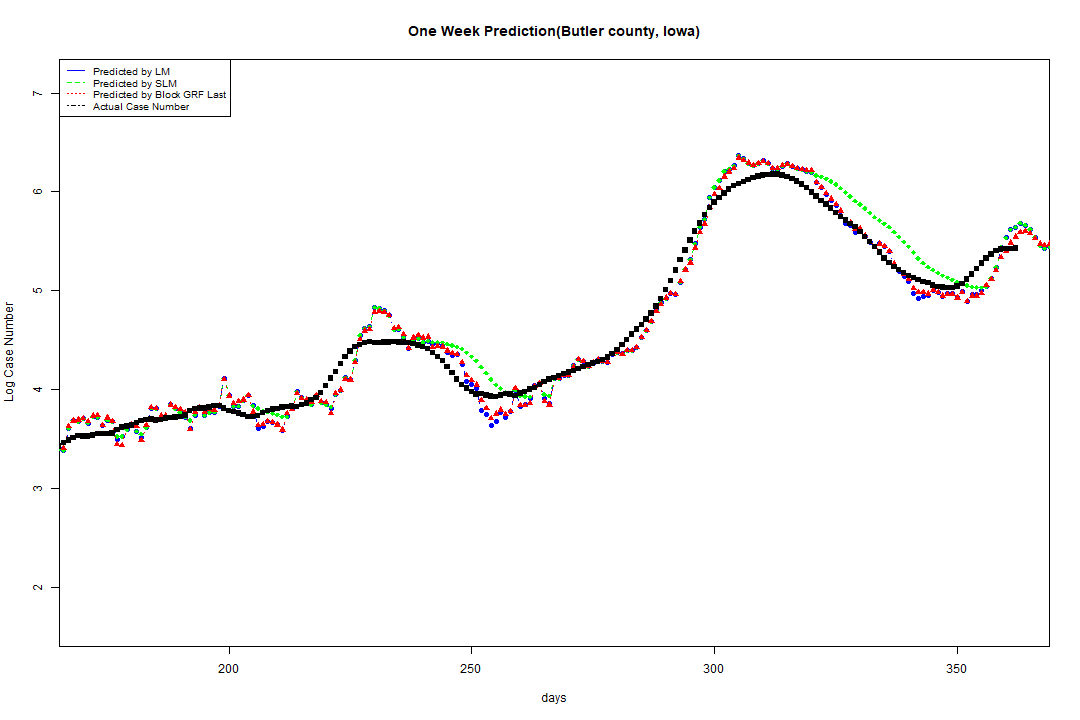 One Week Prediction(Butler county, Iowa)
Predicted by LM
Predicted by SLM
Predicted by Block GRF Last
Actual Case Number
7
6
5
4
3
2
Log Case Number
200 250 300 350
days